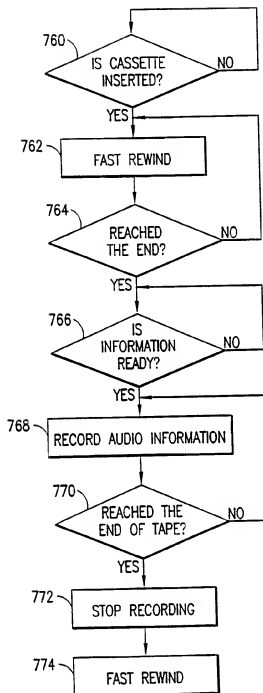 760
IS CASSETTE
INSERTED?
NO
YES
762
FAST REWIND
764
REACHED
THE END?
NO
YES
766
IS
INFORMATION
READY?
NO
YES
768
RECORD AUDIO INFORMATION
770
REACHED THE
END OF TAPE?
NO
YES
772
STOP RECORDING
774
FAST REWIND